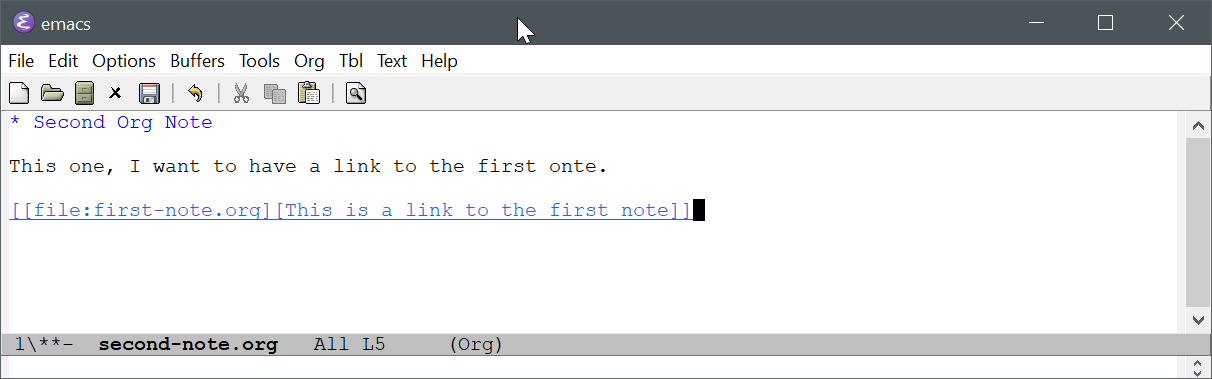 emacs
File Edit Options Buffers Tools Org Tbl Text Help
* Second Org Note
This one, I want to have a link to the first onte.
[[file:first-note.org][This is a link to the first note]]
1\**- second-note.org All L5 (Org)